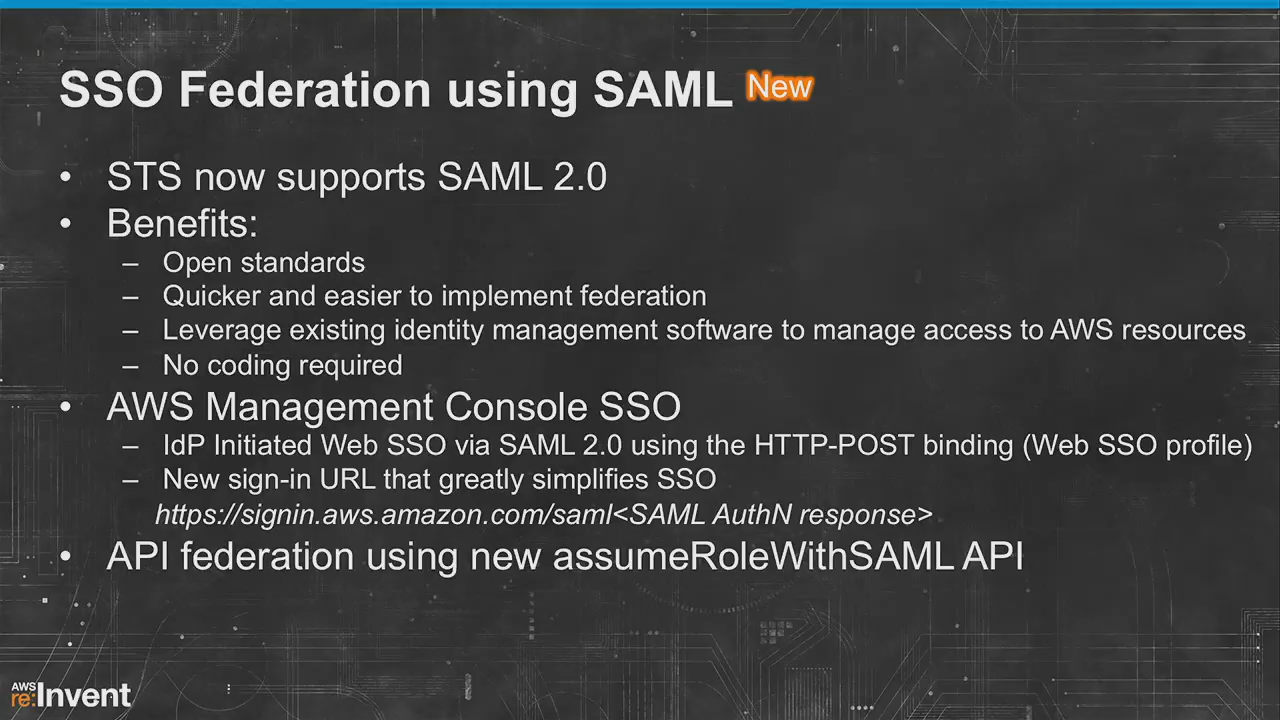 SSO Federation using SAML New
• STS now supports SAML 2.0
• Benefits:
– Open standards
– Quicker and easier to implement federation
– Leverage existing identity management software to manage access to AWS resources
– No coding required
• AWS Management Console SSO
– IdP Initiated Web SSO via SAML 2.0 using the HTTP-POST binding (Web SSO profile)
– New sign-in URL that greatly simplifies SSO
https://signin.aws.amazon.com/saml<SAML AuthN response>
• API federation using new assumeRoleWithSAML API
AWS
re:Invent